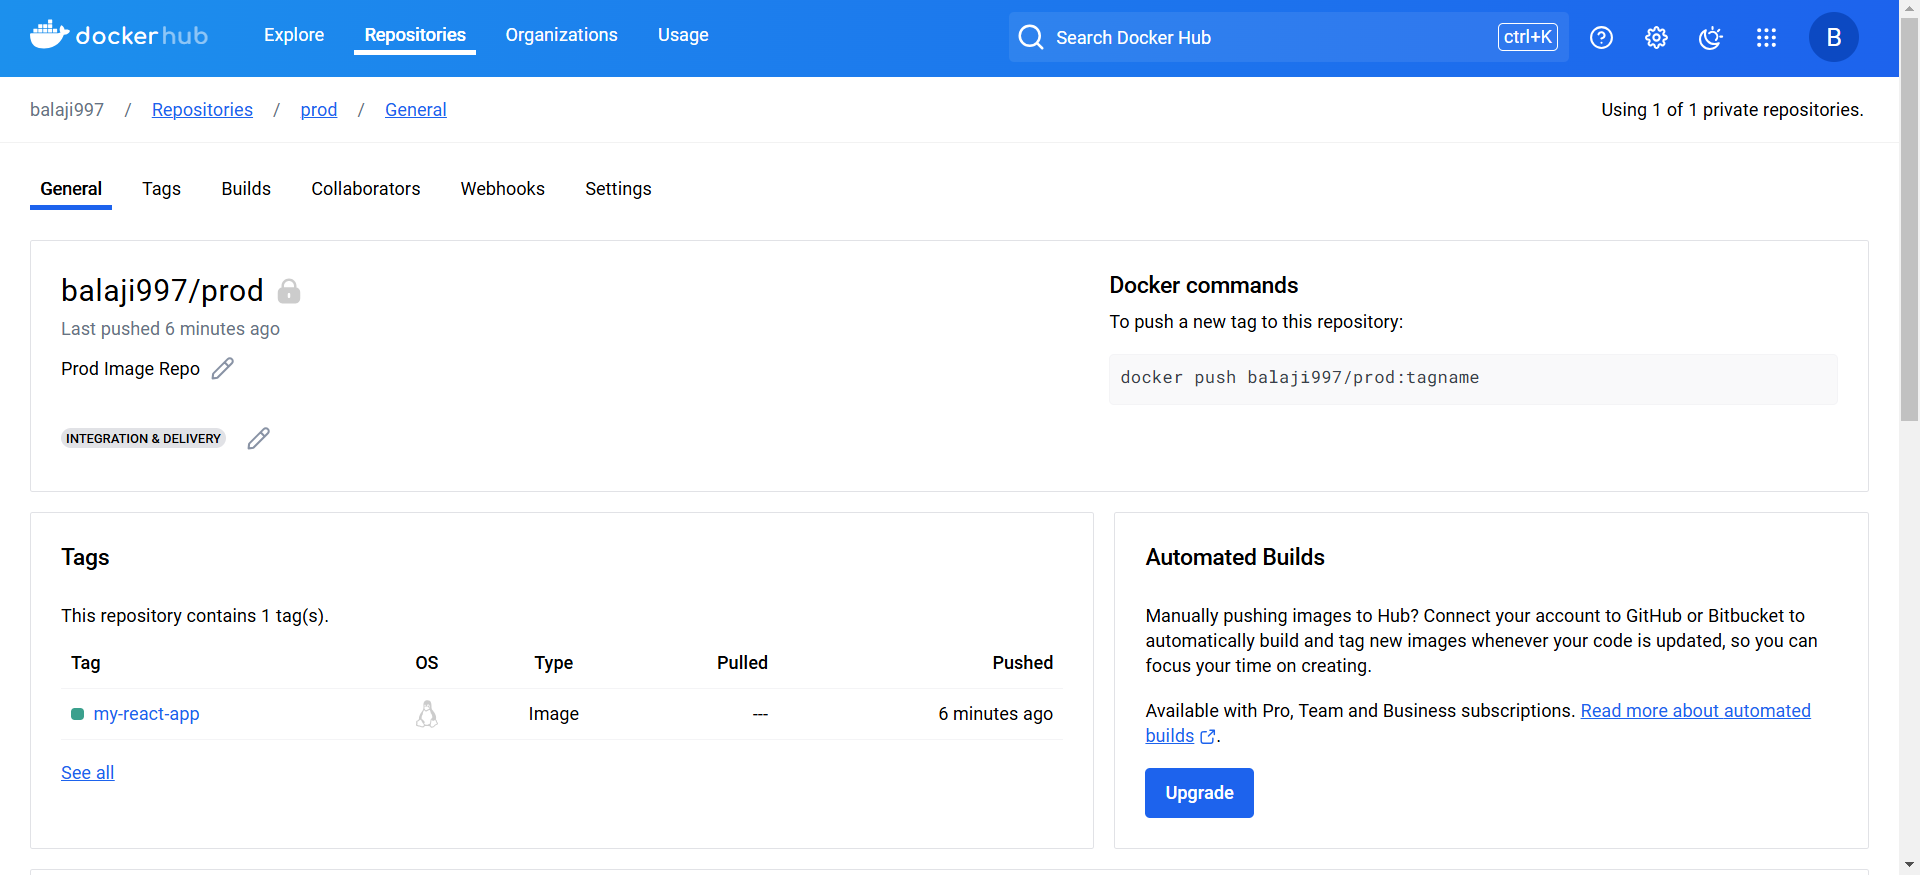 docker hub
Explore Repositories Organizations Usage
Search Docker Hub ctrl+K
B
balaji997 / Repositories / prod / General
Using 1 of 1 private repositories.
General Tags Builds Collaborators Webhooks Settings
balaji997/prod
Last pushed 6 minutes ago
Prod Image Repo
INTEGRATION & DELIVERY
Docker commands
To push a new tag to this repository:
docker push balaji997/prod:tagname
Tags
This repository contains 1 tag(s).
Tag OS Type Pulled Pushed
my-react-app Image --- 6 minutes ago
See all
Automated Builds
Manually pushing images to Hub? Connect your account to GitHub or Bitbucket to
automatically build and tag new images whenever your code is updated, so you can
focus your time on creating.
Available with Pro, Team and Business subscriptions. Read more about automated
builds .
Upgrade